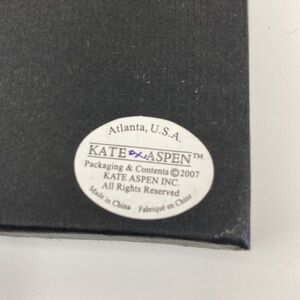 Atlanta, U.S.A.
KATE & ASPEN™
Packaging & Contents ©2007
KATE ASPEN INC.
All Rights Reserved
Made in China Fabriqué en Chine